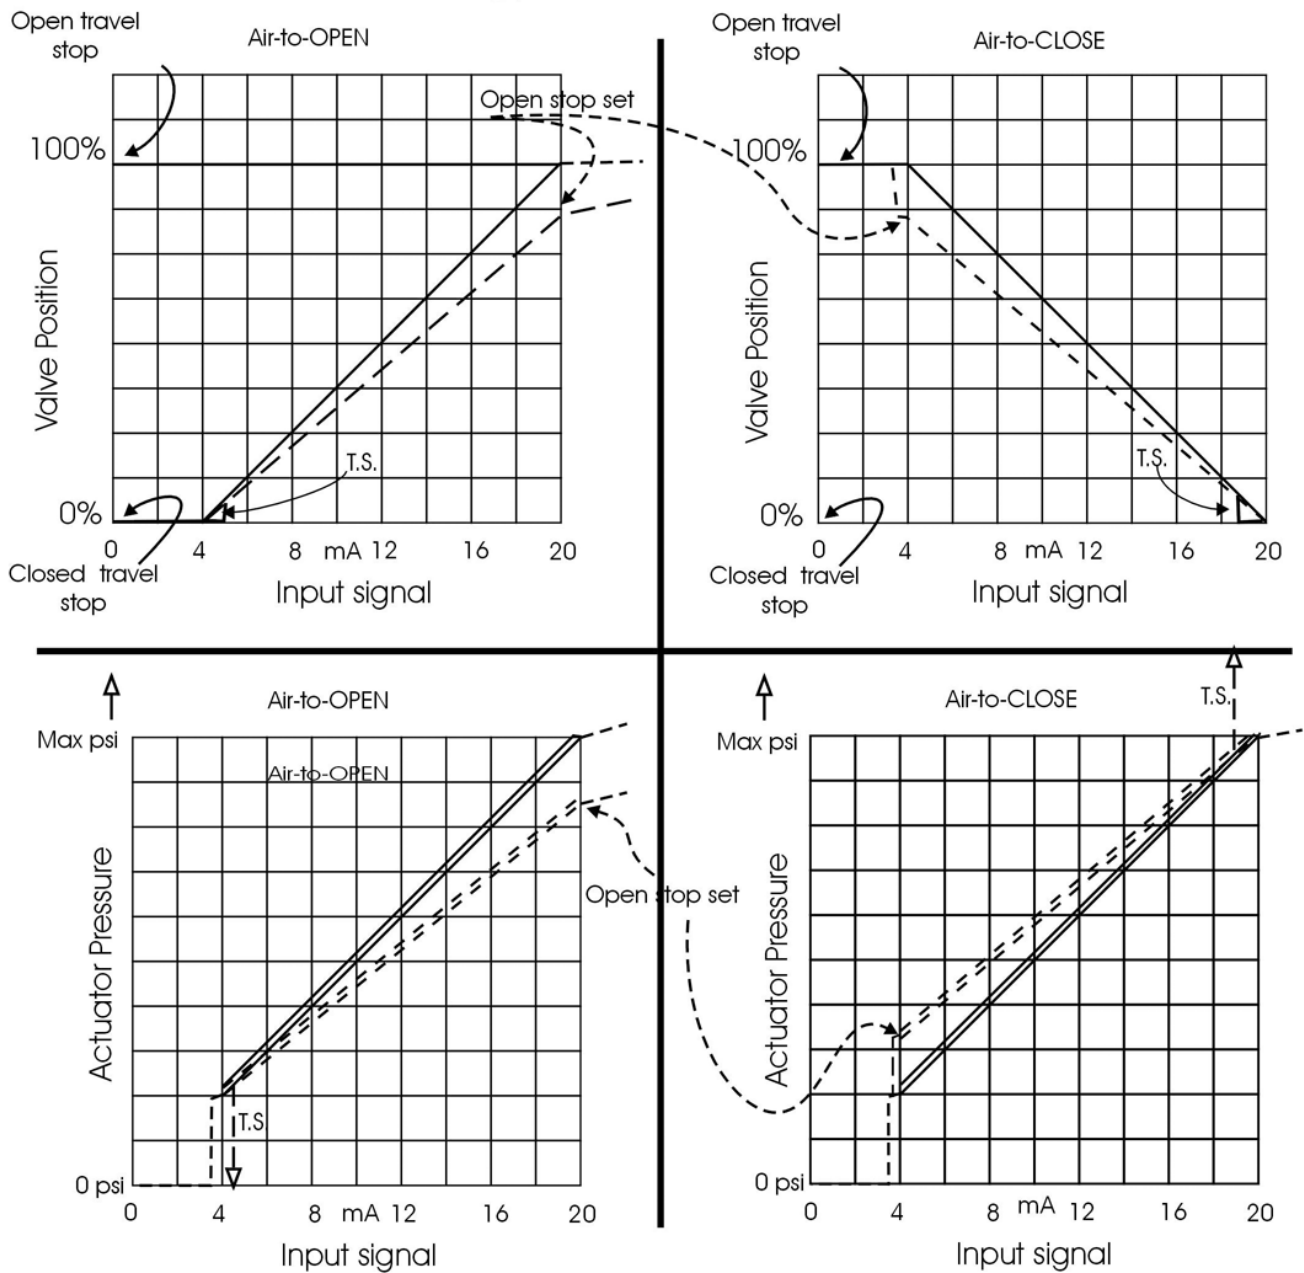 Open travel
stop
Air-to-OPEN
Open stop set
100%
Valve Position
T.S.
0%
0 4 8 mA 12 16 20
Closed travel
stop
Input signal
Open travel
stop
Air-to-CLOSE
100%
Valve Position
T.S.
0%
0 4 8 mA 12 16 20
Closed travel
stop
Input signal
Air-to-OPEN
Max psi
Air-to-OPEN
Actuator Pressure
T.S.
0 psi
0 4 8 mA 12 16 20
Input signal
Open stop set
T.S.
Air-to-CLOSE
Max psi
Actuator Pressure
0 psi
0 4 8 mA 12 16 20
Input signal